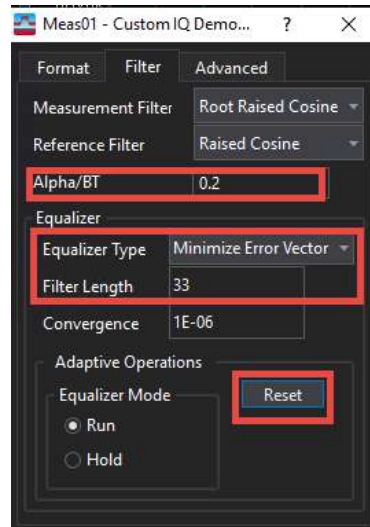 Meas01 - Custom IQ Demo... ? X
Format Filter Advanced
Measurement Filter Root Raised Cosine
Reference Filter Raised Cosine
Alpha/BT 0.2
Equalizer
Equalizer Type Minimize Error Vector
Filter Length 33
Convergence 1E-06
Adaptive Operations
Equalizer Mode Reset
Run
Hold